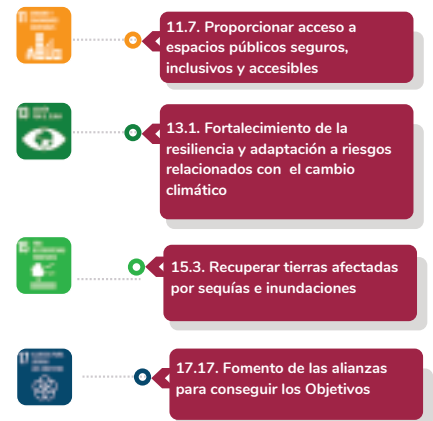 11.7. Proporcionar acceso a
espacios públicos seguros,
inclusivos y accesibles
13.1. Fortalecimiento de la
resiliencia y adaptación a riesgos
relacionados con el cambio
climático
15.3. Recuperar tierras afectadas
por sequías e inundaciones
17.17. Fomento de las alianzas
para conseguir los Objetivos